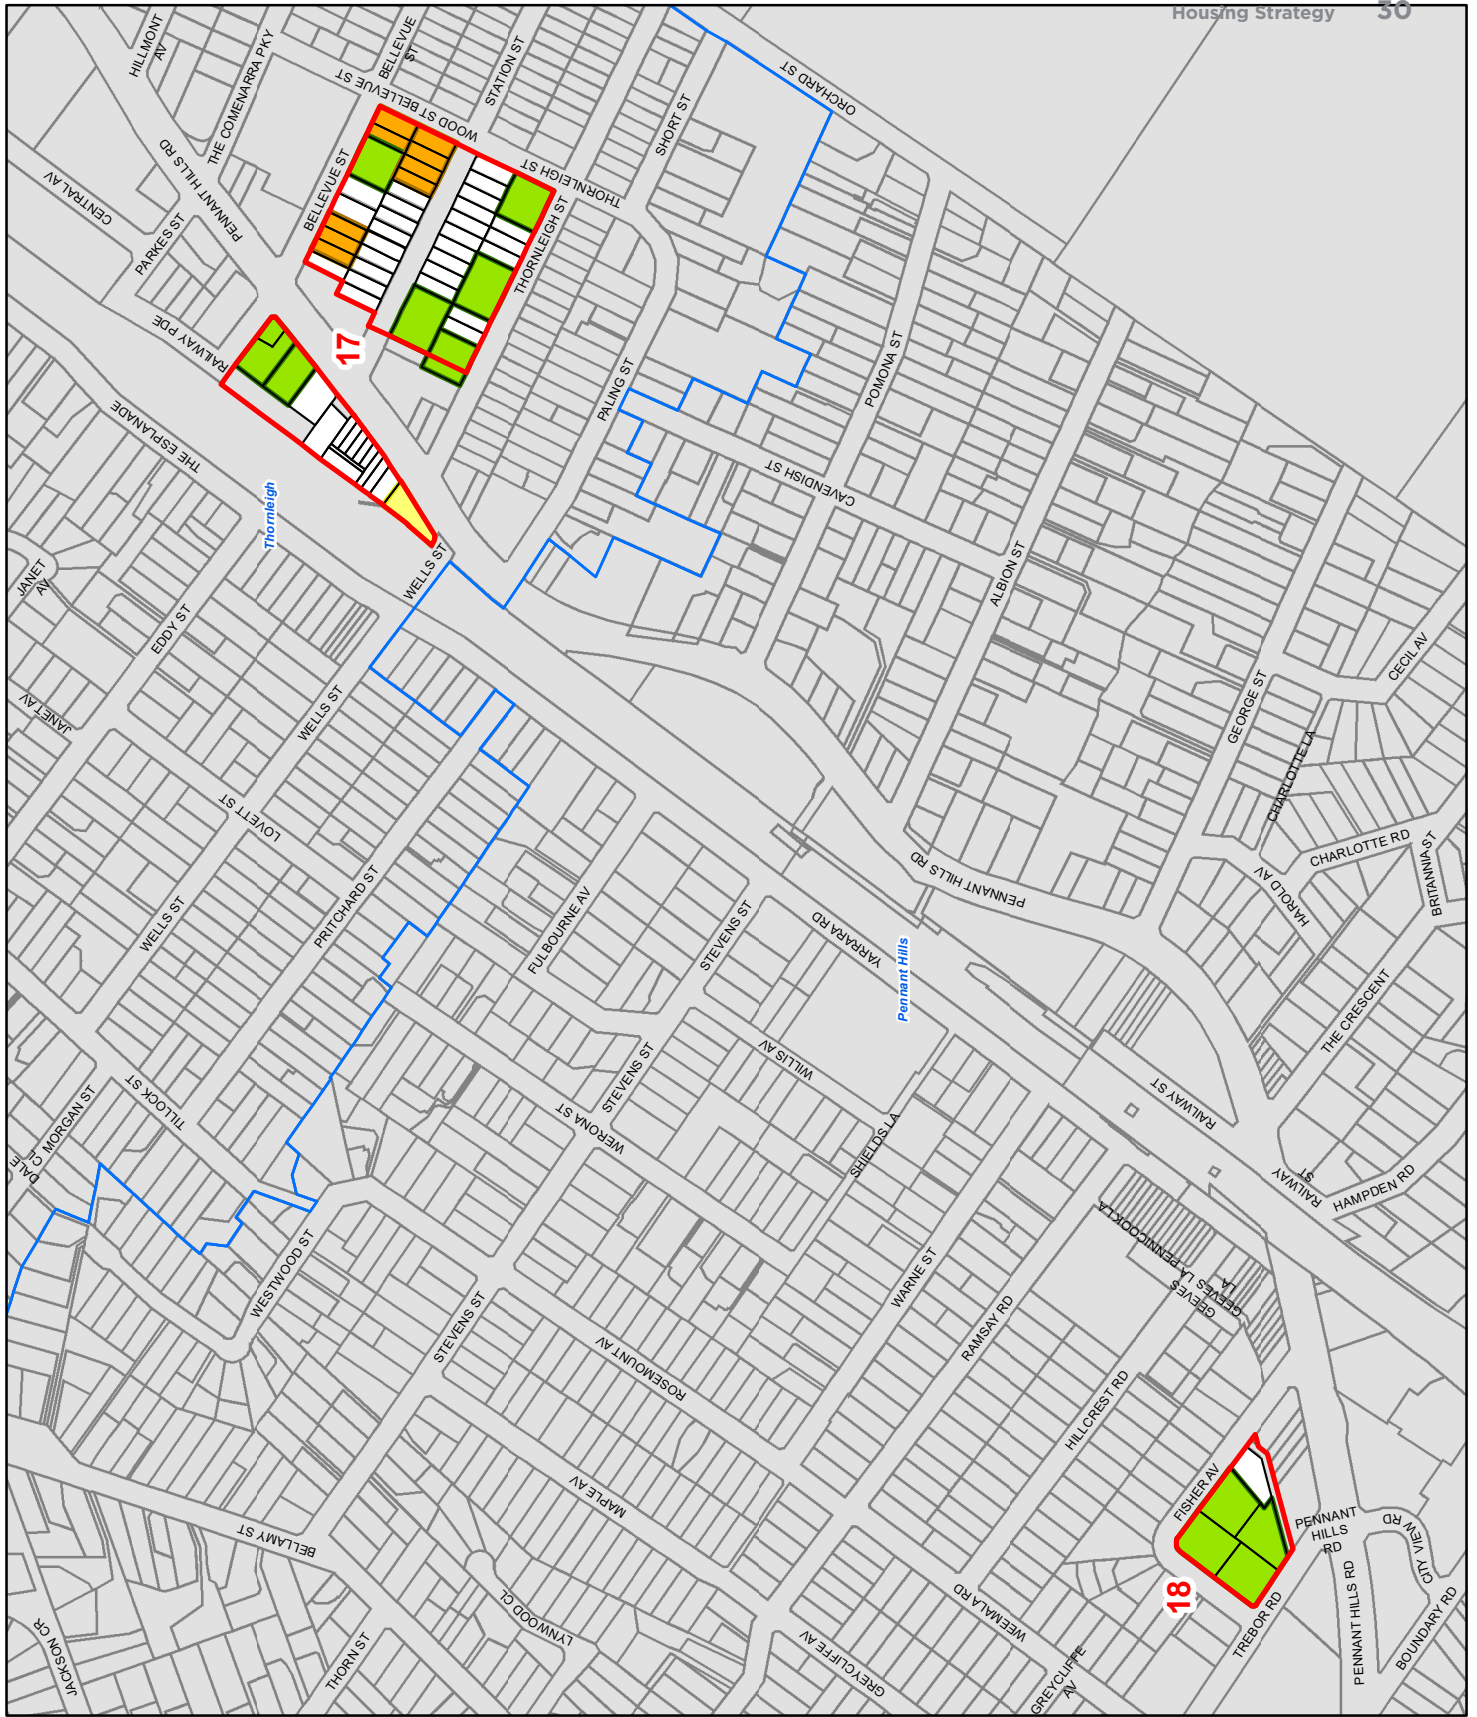 Housing Strategy 30
HILLMONT
AV
THE COMENARRA PKY
BELLEVUE
ST
STATION ST
BELLEVUE ST
WOOD ST
ORCHARD ST
SHORT ST
CENTRAL AV
PENNANT HILLS RD
PARKES ST
BELLEVUE ST
THORNLEIGH ST
THORNLEIGH ST
RAILWAY PDE
17
PALING ST
POMONA ST
THE ESPLANADE
Thornleigh
CAVENDISH ST
WELLS ST
JANET
AV
EDDY ST
ALBION ST
CECIL AV
JANET AV
WELLS ST
GEORGE ST
CHARLOTTE LA
LOVETT ST
CHARLOTTE RD
BRITANNIA ST
HAROLD AV
PENNANT HILLS RD
PRITCHARD ST
WELLS ST
FULBOURNE AV
STEVENS ST
YARRARA RD
Pennant Hills
THE CRESCENT
WILLIS AV
STEVENS ST
RAILWAY ST
TILLOCK ST
MORGAN ST
DALE
CL
WERONA ST
SHIELDS LA
RAILWAY
ST
HAMPDEN RD
WESTWOOD ST
PENNICOOK LA
GEEVES LA
GEEVES
LA
WARNE ST
RAMSAY RD
STEVENS ST
ROSEMOUNT AV
HILLCREST RD
MAPLE AV
FISHER AV
BELLAMY ST
PENNANT
HILLS
RD
CITY VIEW RD
18
LYNWOOD CL
WEEMALA RD
TREBOR RD
PENNANT HILLS RD
BOUNDARY RD
JACKSON CR
THORN ST
GREYCLIFFE AV
GREYCLIFFE
AV